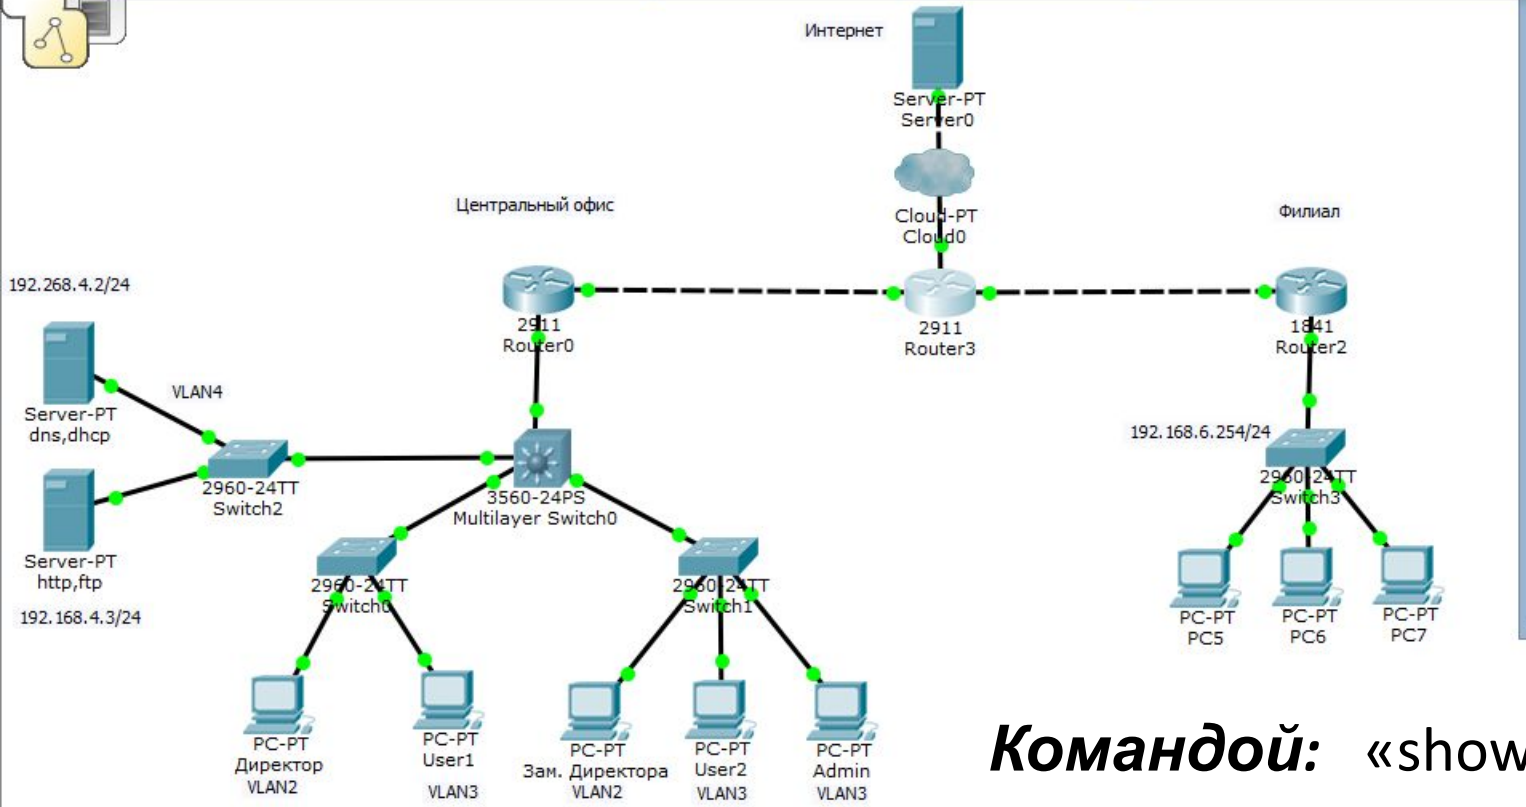 Интернет
Server-PT
Server0
Cloud-PT
Cloud0
Центральный офис
Филиал
192.268.4.2/24
2911
Router0
2911
Router3
1841
Router2
VLAN4
Server-PT
dns,dhcp
192.168.6.254/24
2960-24TT
Switch2
3560-24PS
Multilayer Switch0
2960-24TT
Switch3
Server-PT
http,ftp
192.168.4.3/24
2960-24TT
Switch0
2960-24TT
Switch1
PC-PT
PC5
PC-PT
PC6
PC-PT
PC7
PC-PT
Директор
VLAN2
PC-PT
User1
VLAN3
PC-PT
Зам. Директора
VLAN2
PC-PT
User2
VLAN3
PC-PT
Admin
VLAN3
Командой: «show